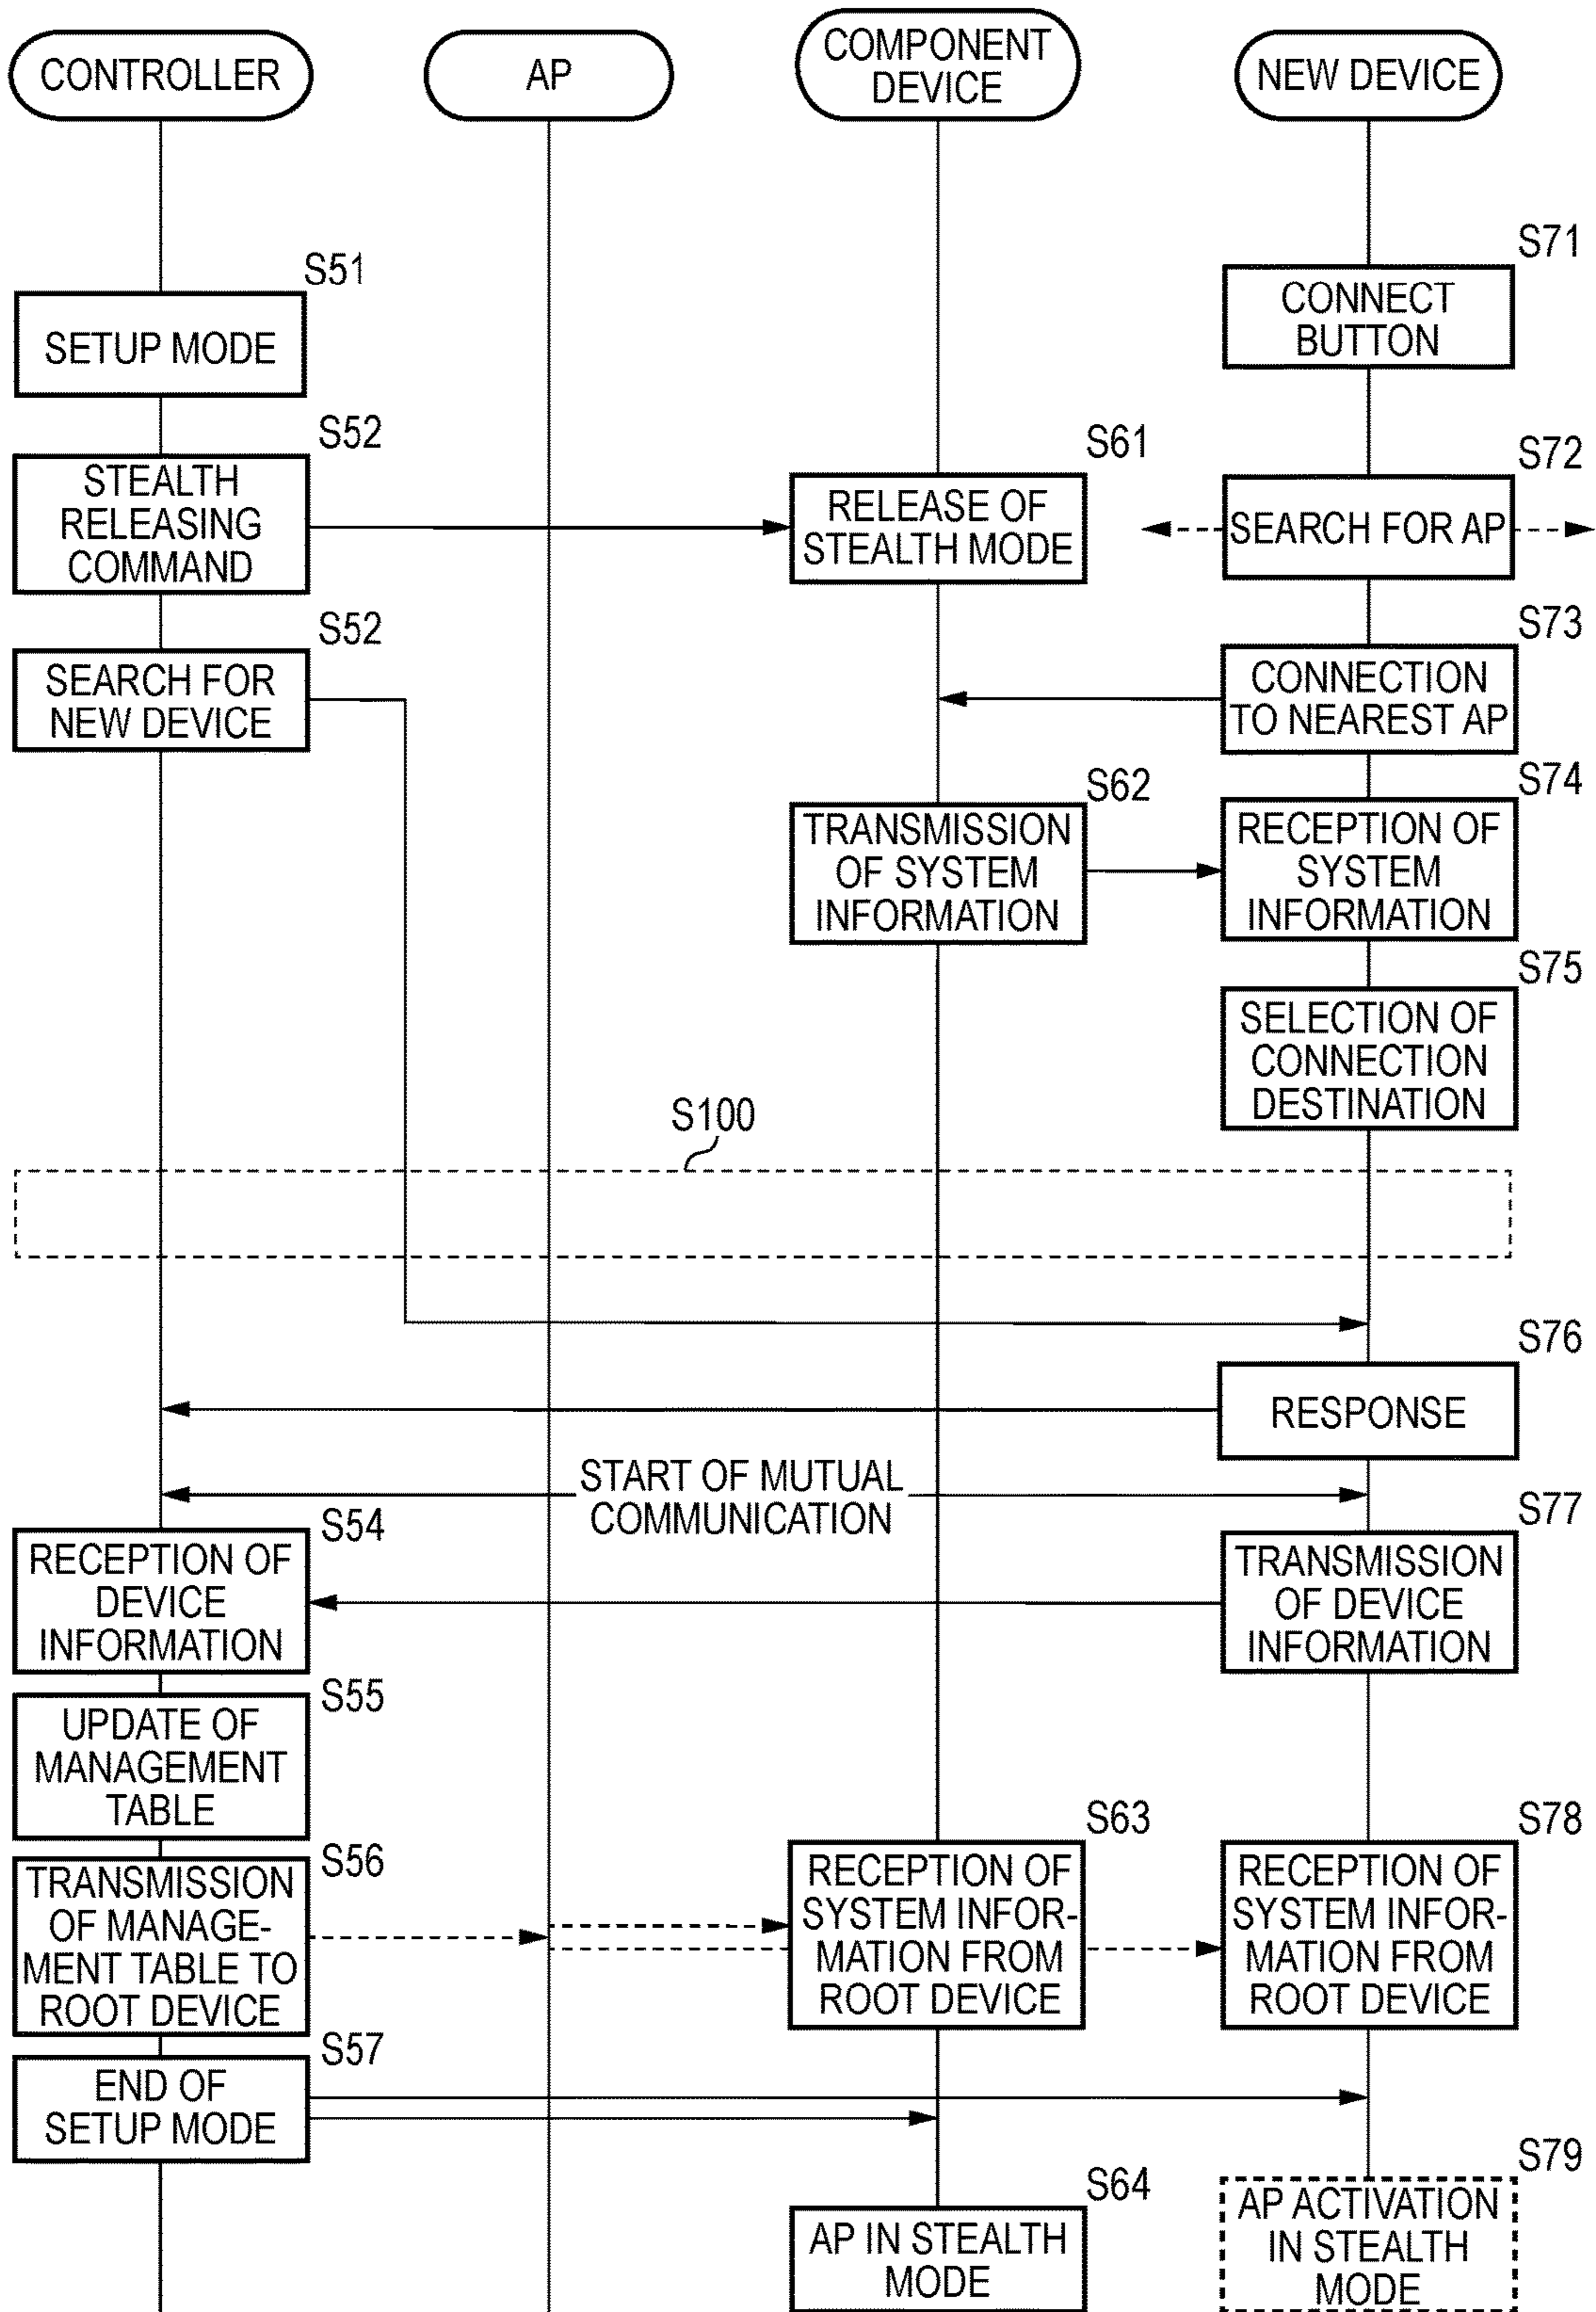 CONTROLLER
AP
COMPONENT
DEVICE
NEW DEVICE
S71
CONNECT
BUTTON
S51
SETUP MODE
S52
STEALTH
RELEASING
COMMAND
S61
RELEASE OF
STEALTH MODE
S72
SEARCH FOR AP
S52
SEARCH FOR
NEW DEVICE
S73
CONNECTION
TO NEAREST AP
S62
TRANSMISSION
OF SYSTEM
INFORMATION
S74
RECEPTION OF
SYSTEM
INFORMATION
S75
SELECTION OF
CONNECTION
DESTINATION
S100
S76
RESPONSE
START OF MUTUAL
COMMUNICATION
S54
RECEPTION OF
DEVICE
INFORMATION
S77
TRANSMISSION
OF DEVICE
INFORMATION
S55
UPDATE OF
MANAGEMENT
TABLE
S56
TRANSMISSION
OF MANAGE-
MENT TABLE TO
ROOT DEVICE
S63
RECEPTION OF
SYSTEM INFOR-
MATION FROM
ROOT DEVICE
S78
RECEPTION OF
SYSTEM INFOR-
MATION FROM
ROOT DEVICE
S57
END OF
SETUP MODE
S64
AP IN STEALTH
MODE
S79
AP ACTIVATION
IN STEALTH
MODE